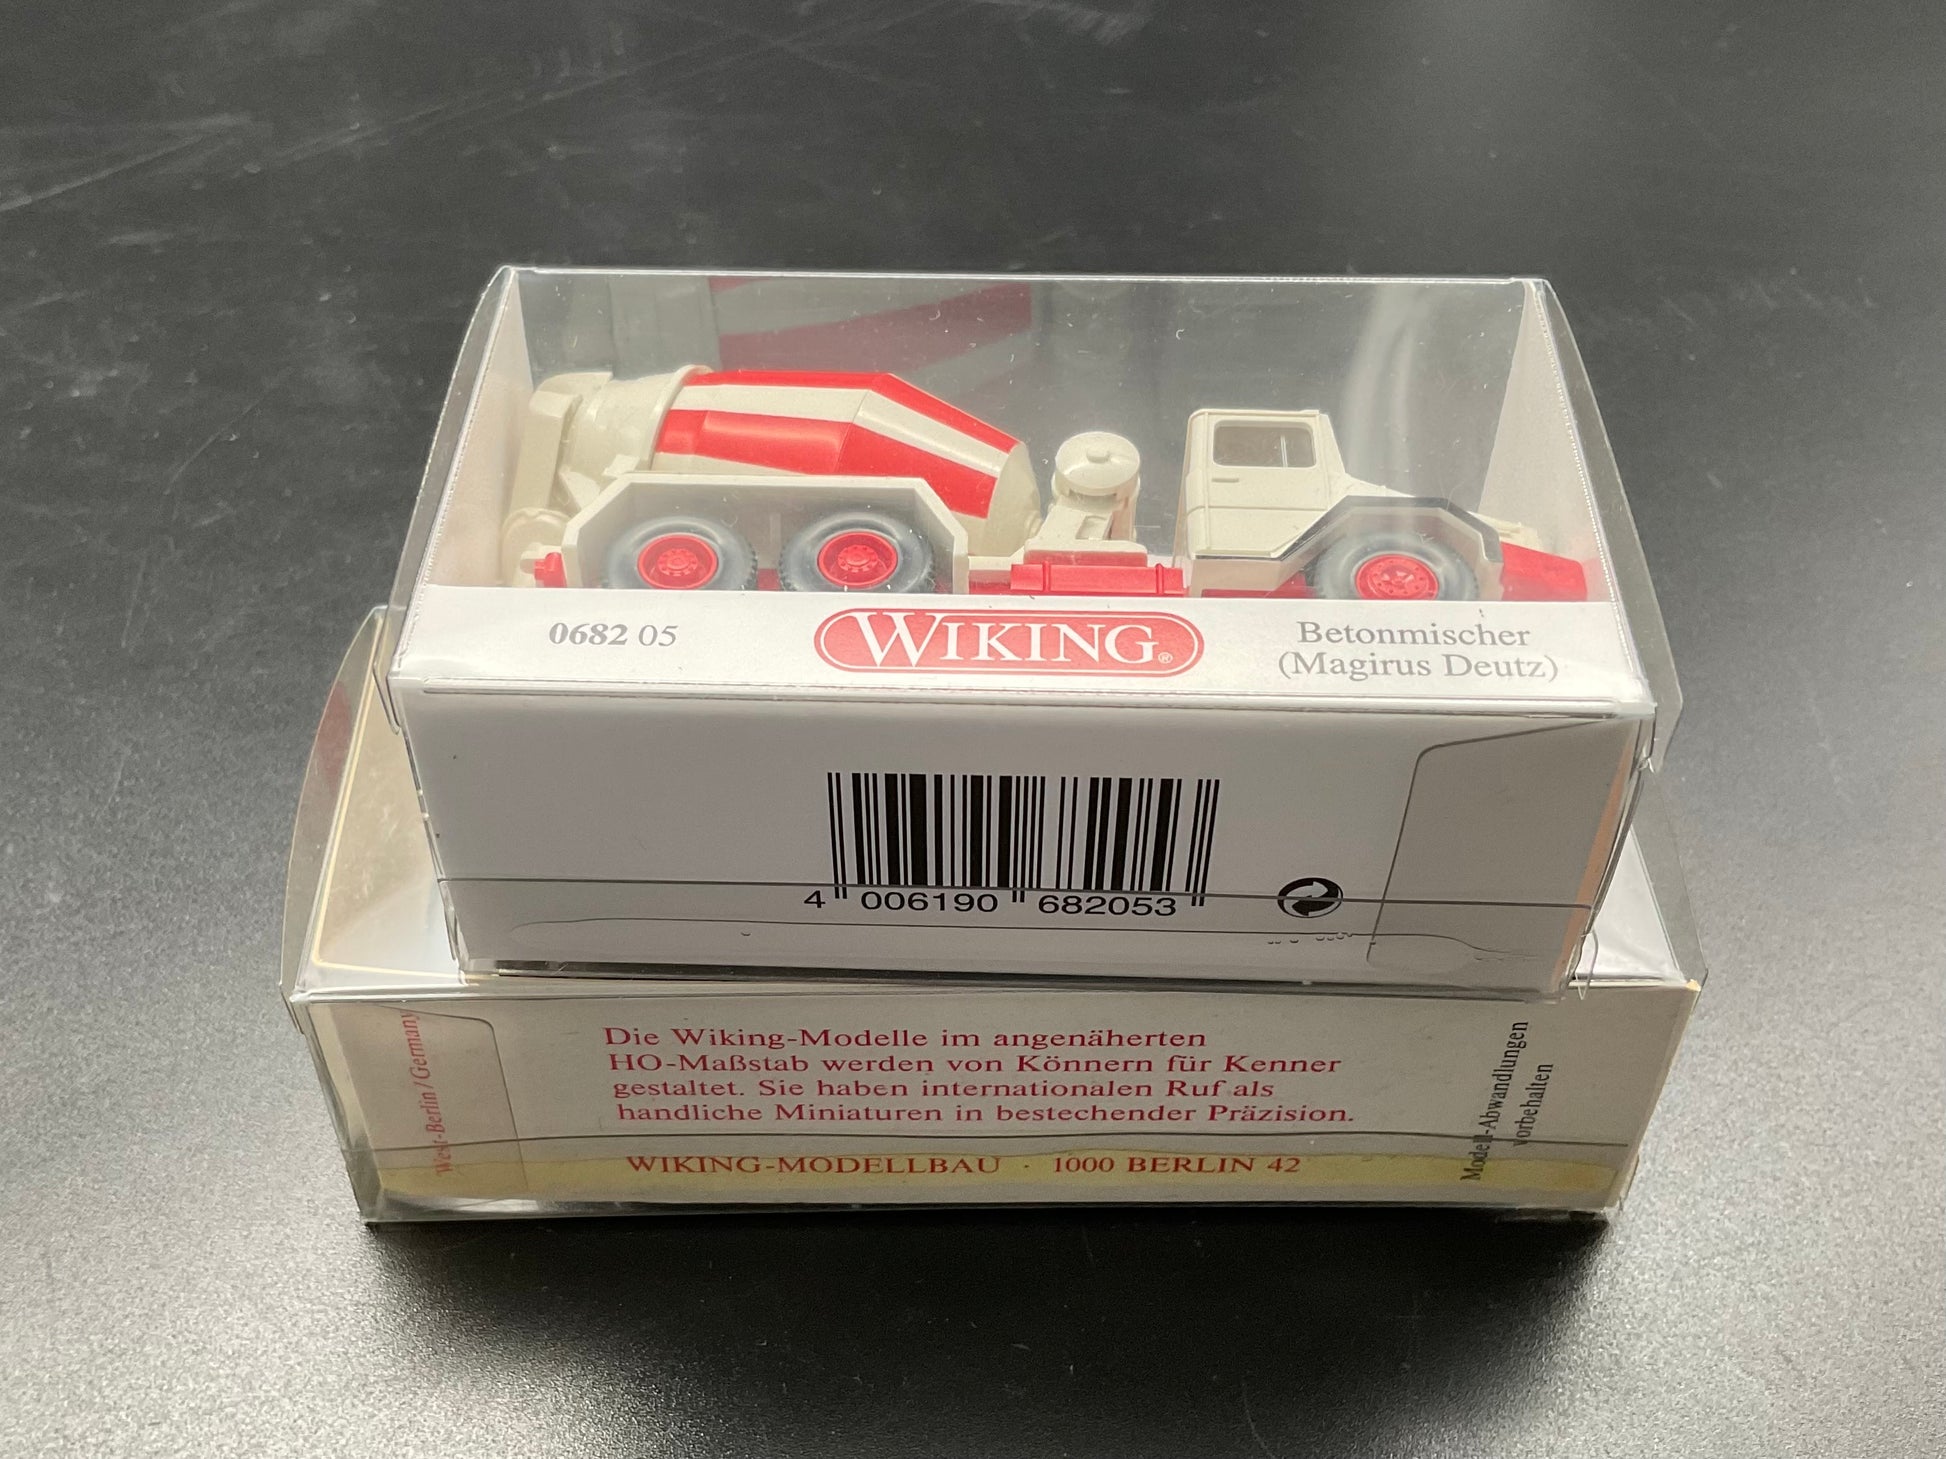 0682 05
WIKING®
Betonmischer
(Magirus Deutz)
4 006190 682053
West-Berlin/Germany
Die Wiking-Modelle im angenäherten
HO-Maßstab werden von Könnern für Kenner
gestaltet. Sie haben internationalen Ruf als
handliche Miniaturen in bestechender Präzision.
WIKING-MODELLBAU · 1000 BERLIN 42
Modell-Abwandlungen
vorbehalten